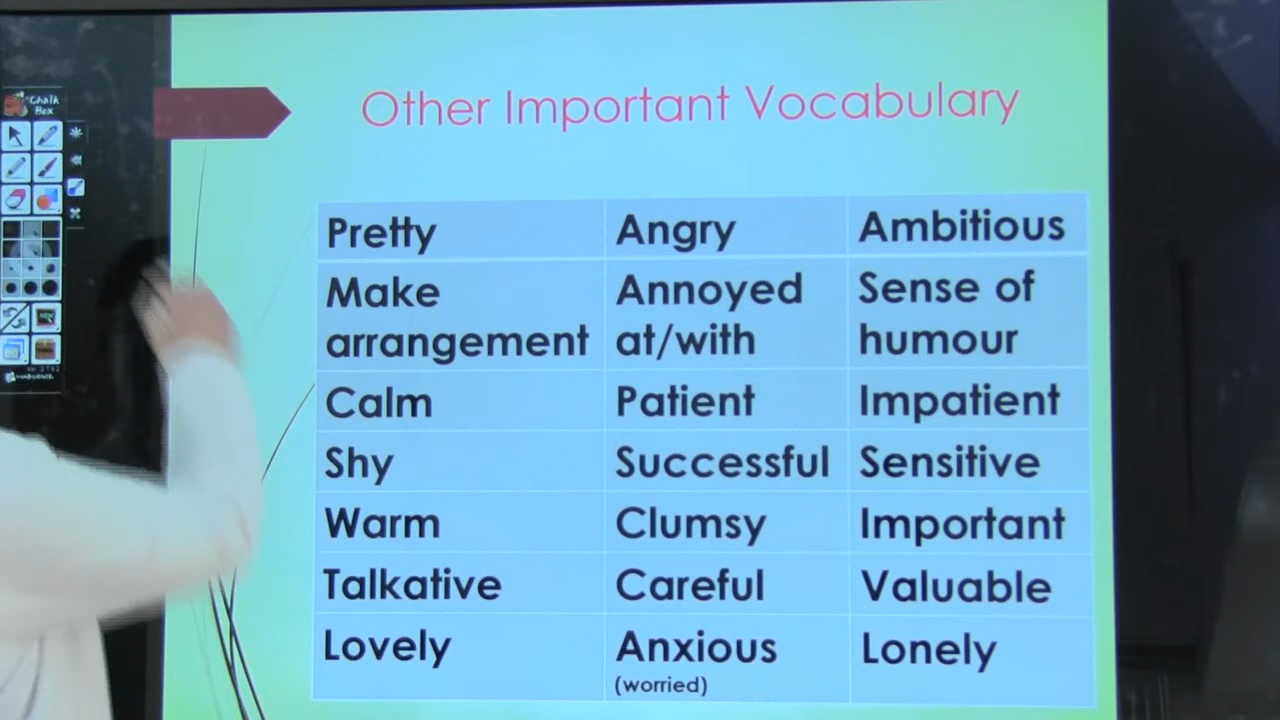 Chalk
Box
Other Important Vocabulary
Pretty Angry Ambitious
Make arrangement Annoyed at/with Sense of humour
Calm Patient Impatient
Shy Successful Sensitive
Warm Clumsy Important
Talkative Careful Valuable
Lovely Anxious Lonely
(worried)